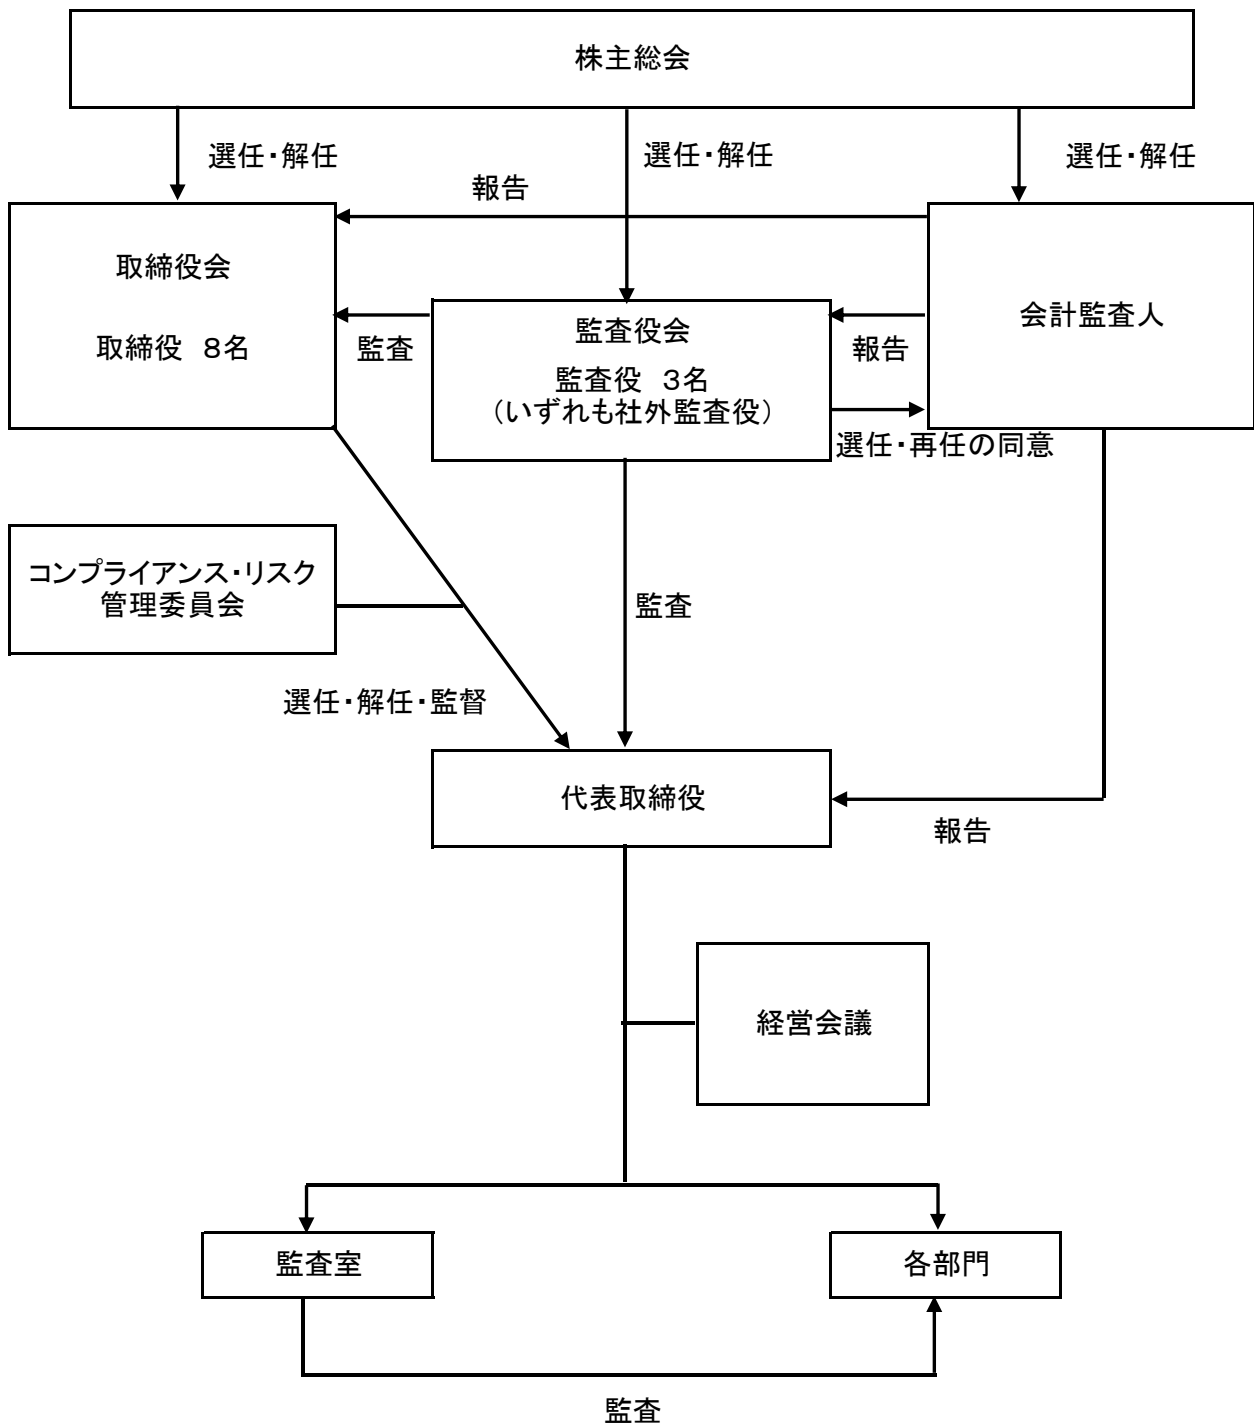 株主総会
選任・解任
選任・解任
選任・解任
報告
取締役会
取締役 8名
監査
監査役会
監査役 3名
(いずれも社外監査役)
報告
会計監査人
選任・再任の同意
コンプライアンス・リスク
管理委員会
監査
選任・解任・監督
代表取締役
報告
経営会議
監査室
各部門
監査